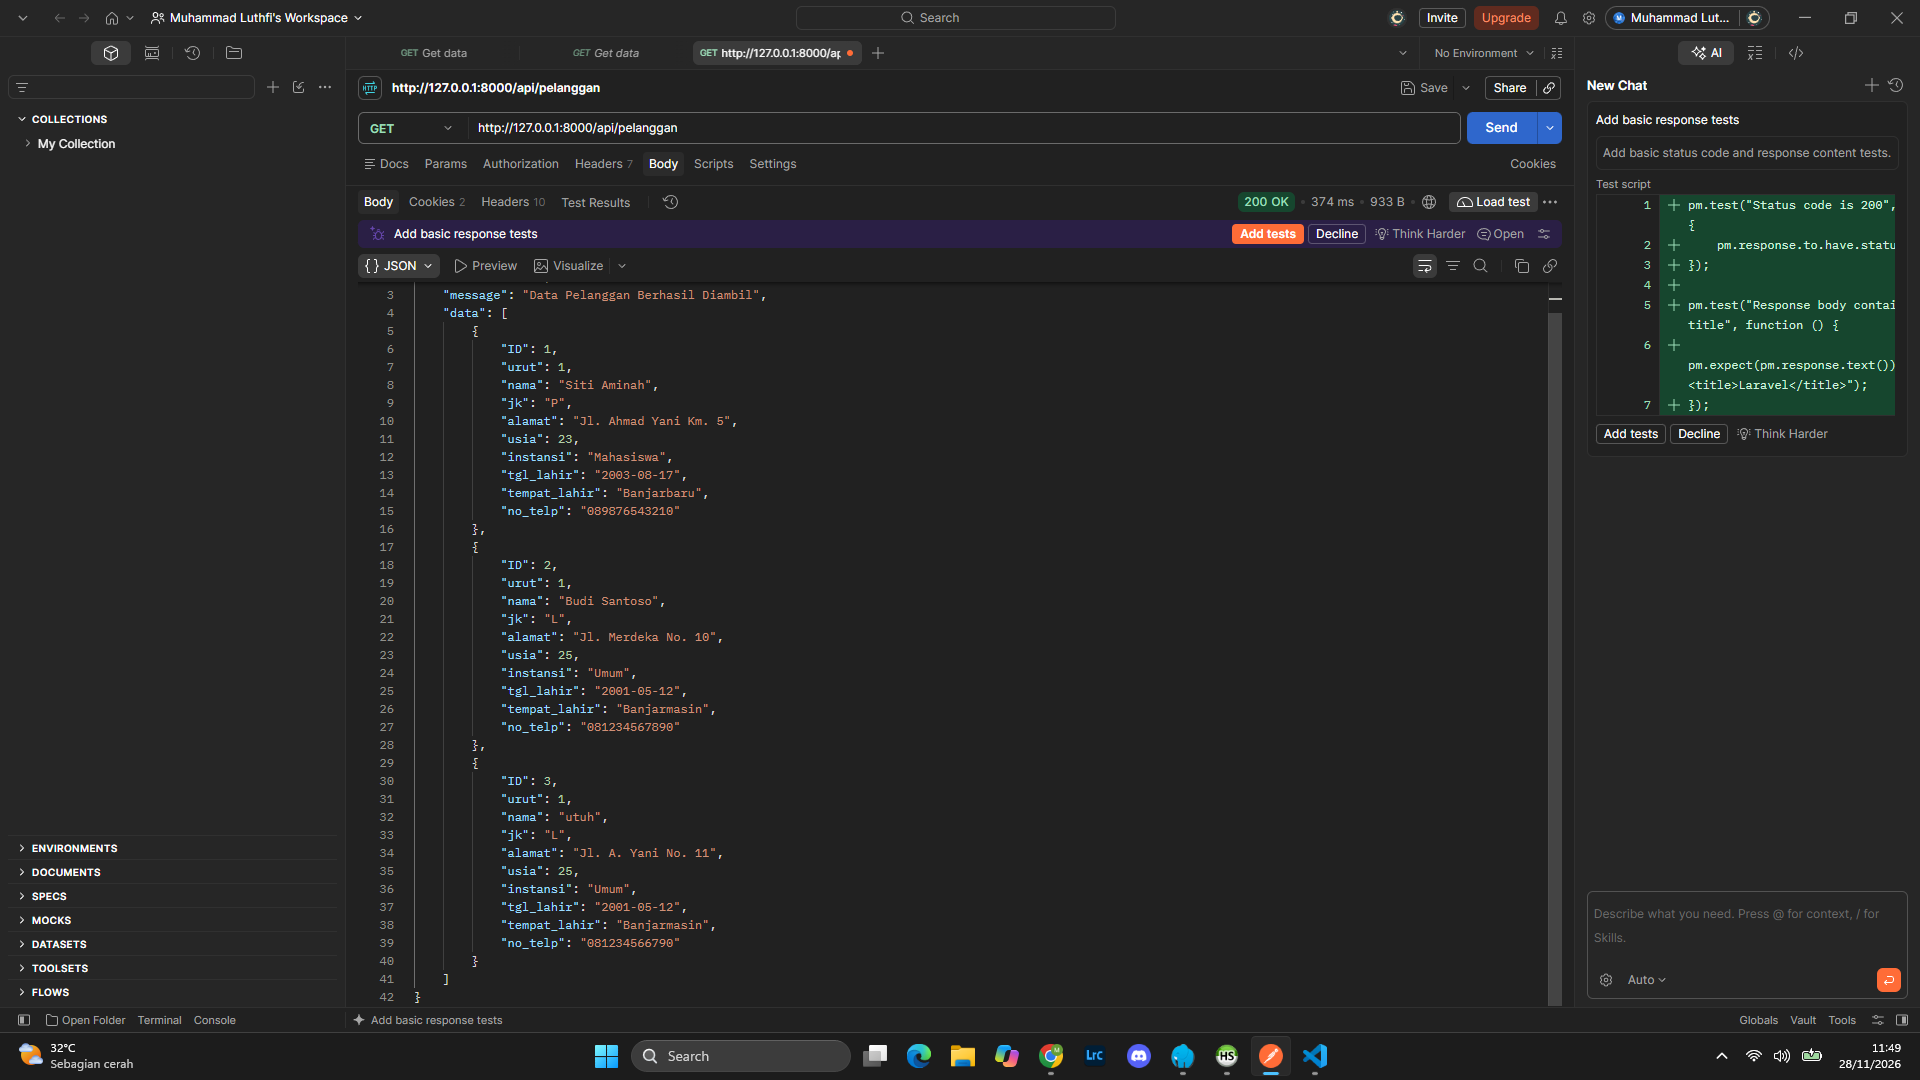 Muhammad Luthfi's Workspace
Search
Invite
Upgrade
Muhammad Lut...
GET Get data
GET Get data
GET http://127.0.0.1:8000/ap
No Environment
AI
COLLECTIONS
My Collection
HTTP
http://127.0.0.1:8000/api/pelanggan
Save
Share
GET
http://127.0.0.1:8000/api/pelanggan
Send
Docs
Params
Authorization
Headers 7
Body
Scripts
Settings
Cookies
Body
Cookies 2
Headers 10
Test Results
200 OK
374 ms
933 B
Load test
Add basic response tests
Add tests
Decline
Think Harder
Open
{} JSON
Preview
Visualize
3 "message": "Data Pelanggan Berhasil Diambil",
4 "data": [
5 {
6 "ID": 1,
7 "urut": 1,
8 "nama": "Siti Aminah",
9 "jk": "P",
10 "alamat": "Jl. Ahmad Yani Km. 5",
11 "usia": 23,
12 "instansi": "Mahasiswa",
13 "tgl_lahir": "2003-08-17",
14 "tempat_lahir": "Banjarbaru",
15 "no_telp": "089876543210"
16 },
17 {
18 "ID": 2,
19 "urut": 1,
20 "nama": "Budi Santoso",
21 "jk": "L",
22 "alamat": "Jl. Merdeka No. 10",
23 "usia": 25,
24 "instansi": "Umum",
25 "tgl_lahir": "2001-05-12",
26 "tempat_lahir": "Banjarmasin",
27 "no_telp": "081234567890"
28 },
29 {
30 "ID": 3,
31 "urut": 1,
32 "nama": "utuh",
33 "jk": "L",
34 "alamat": "Jl. A. Yani No. 11",
35 "usia": 25,
36 "instansi": "Umum",
37 "tgl_lahir": "2001-05-12",
38 "tempat_lahir": "Banjarmasin",
39 "no_telp": "081234566790"
40 }
41 ]
42 }
New Chat
Add basic response tests
Add basic status code and response content tests.
Test script
1 + pm.test("Status code is 200",
{
2 + pm.response.to.have.statu
3 + });
4 +
5 + pm.test("Response body contai
title", function () {
6 +
pm.expect(pm.response.text())
<title>Laravel</title>");
7 + });
Add tests
Decline
Think Harder
Describe what you need. Press @ for context, / for
Skills.
Auto
ENVIRONMENTS
DOCUMENTS
SPECS
MOCKS
DATASETS
TOOLSETS
FLOWS
Open Folder
Terminal
Console
Add basic response tests
Globals
Vault
Tools
32°C
Sebagian cerah
Search
Lrc
HS
11:49
28/11/2026